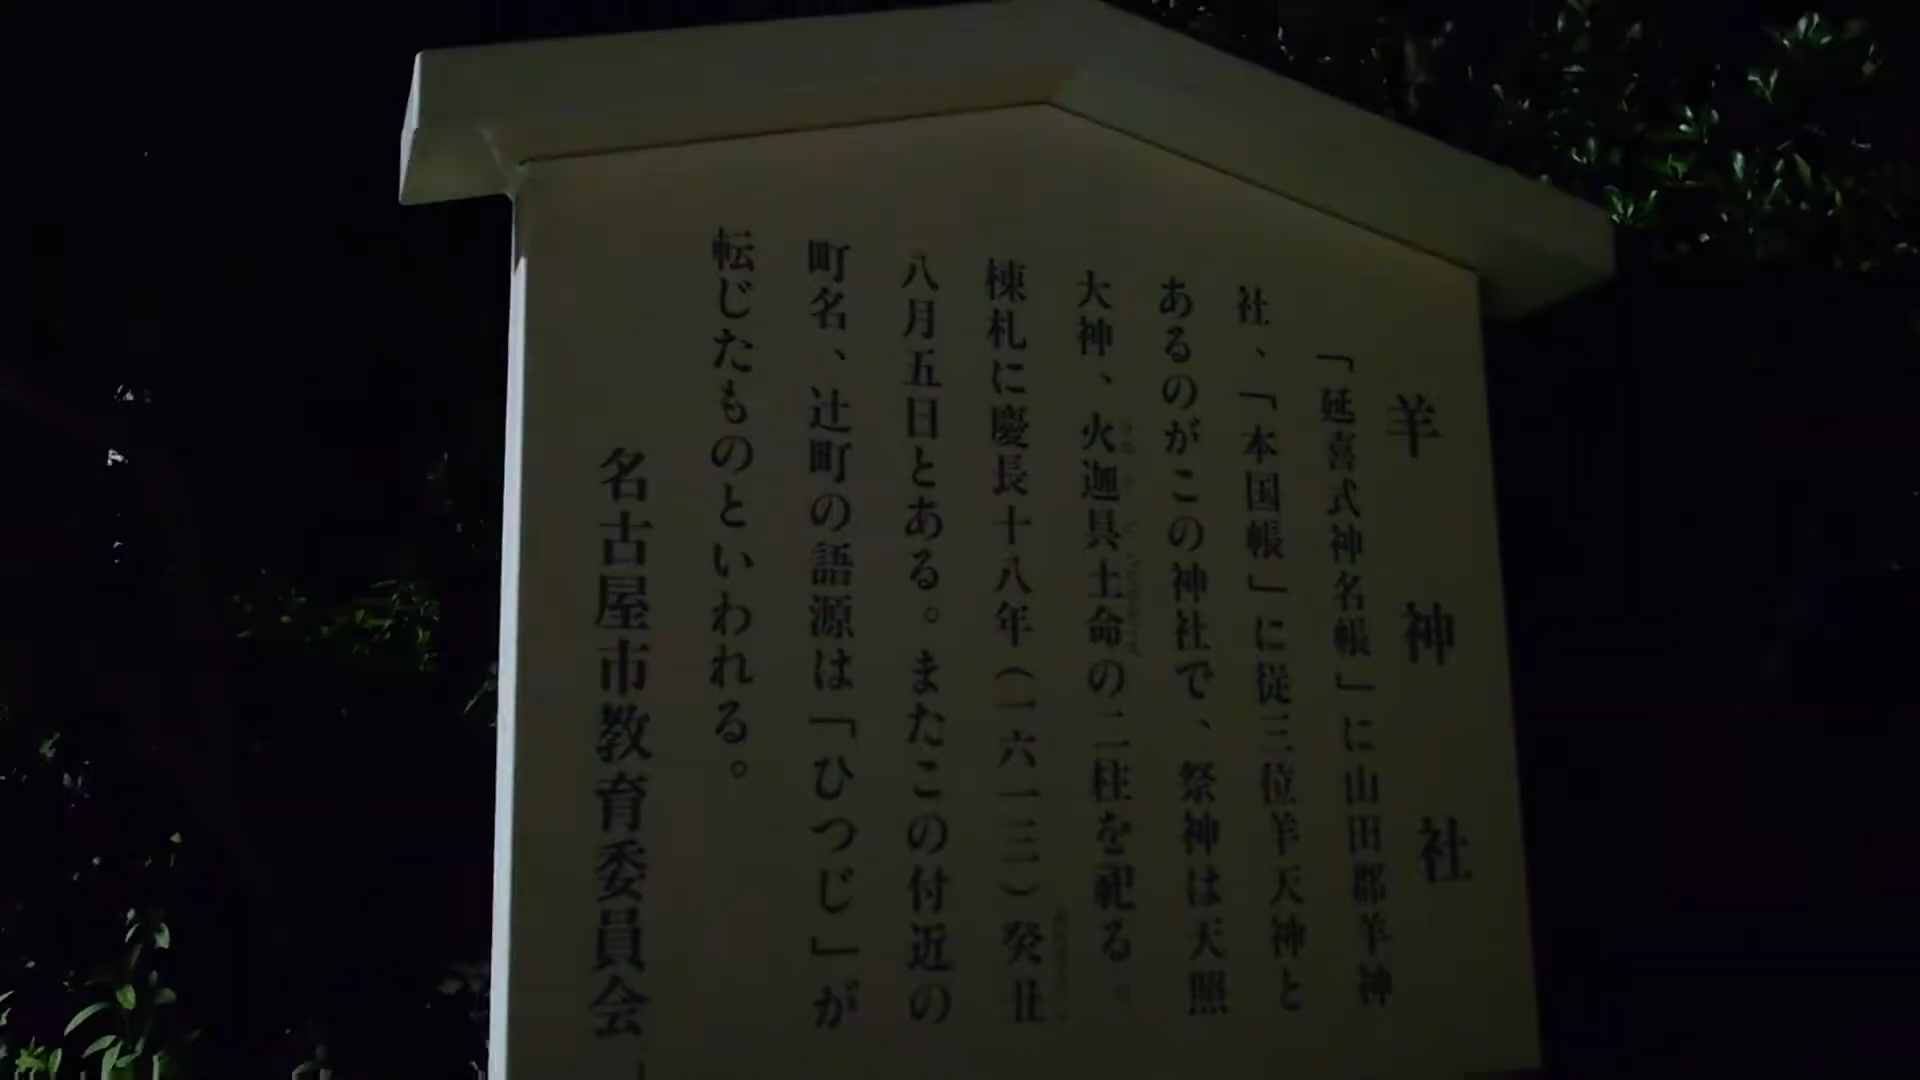 羊神社
「延喜式神名帳」に山田郡羊神
社、「本国帳」に従三位羊天神と
あるのがこの神社で、祭神は天照
大神、火迦具土命の二柱を祀る。
棟札に慶長十八年(一六一三)癸丑
八月五日とある。またこの付近の
町名、辻町の語源は「ひつじ」が
転じたものといわれる。
名古屋市教育委員会